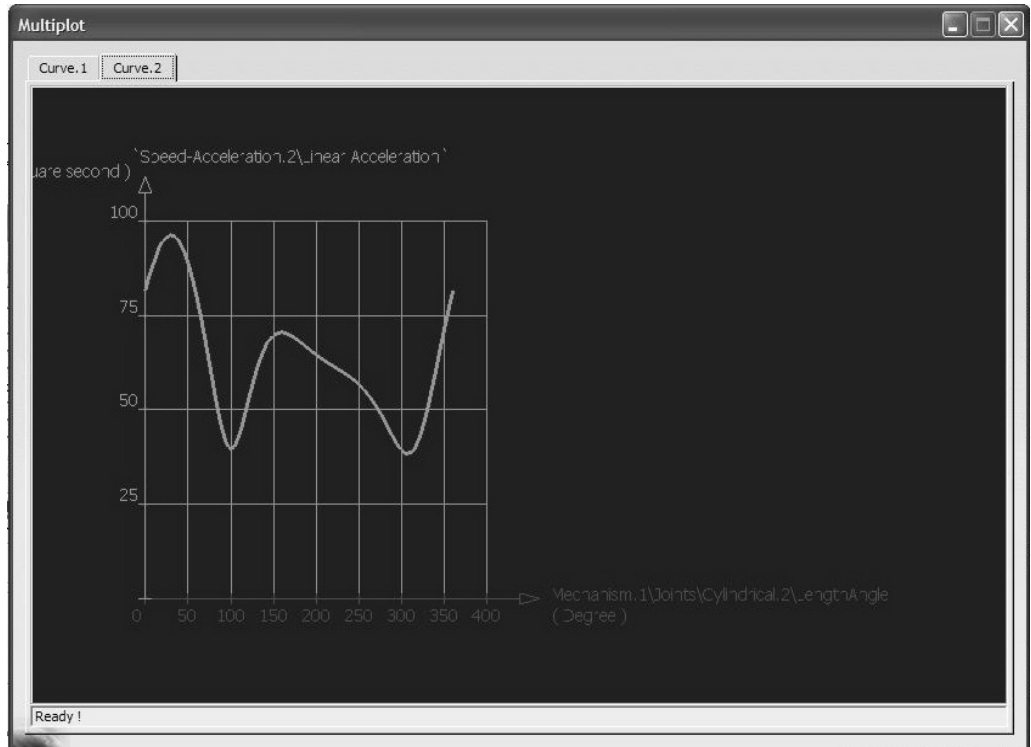 Multiplot
Curve.1
Curve.2
`Speed-Acceleration.2\Linear Acceleration`
uare second )
100
75
50
25
0 50 100 150 200 250 300 350 400
Mechanism.1\Joints\Cylindrical.2\LengthAngle
( Degree )
Ready !